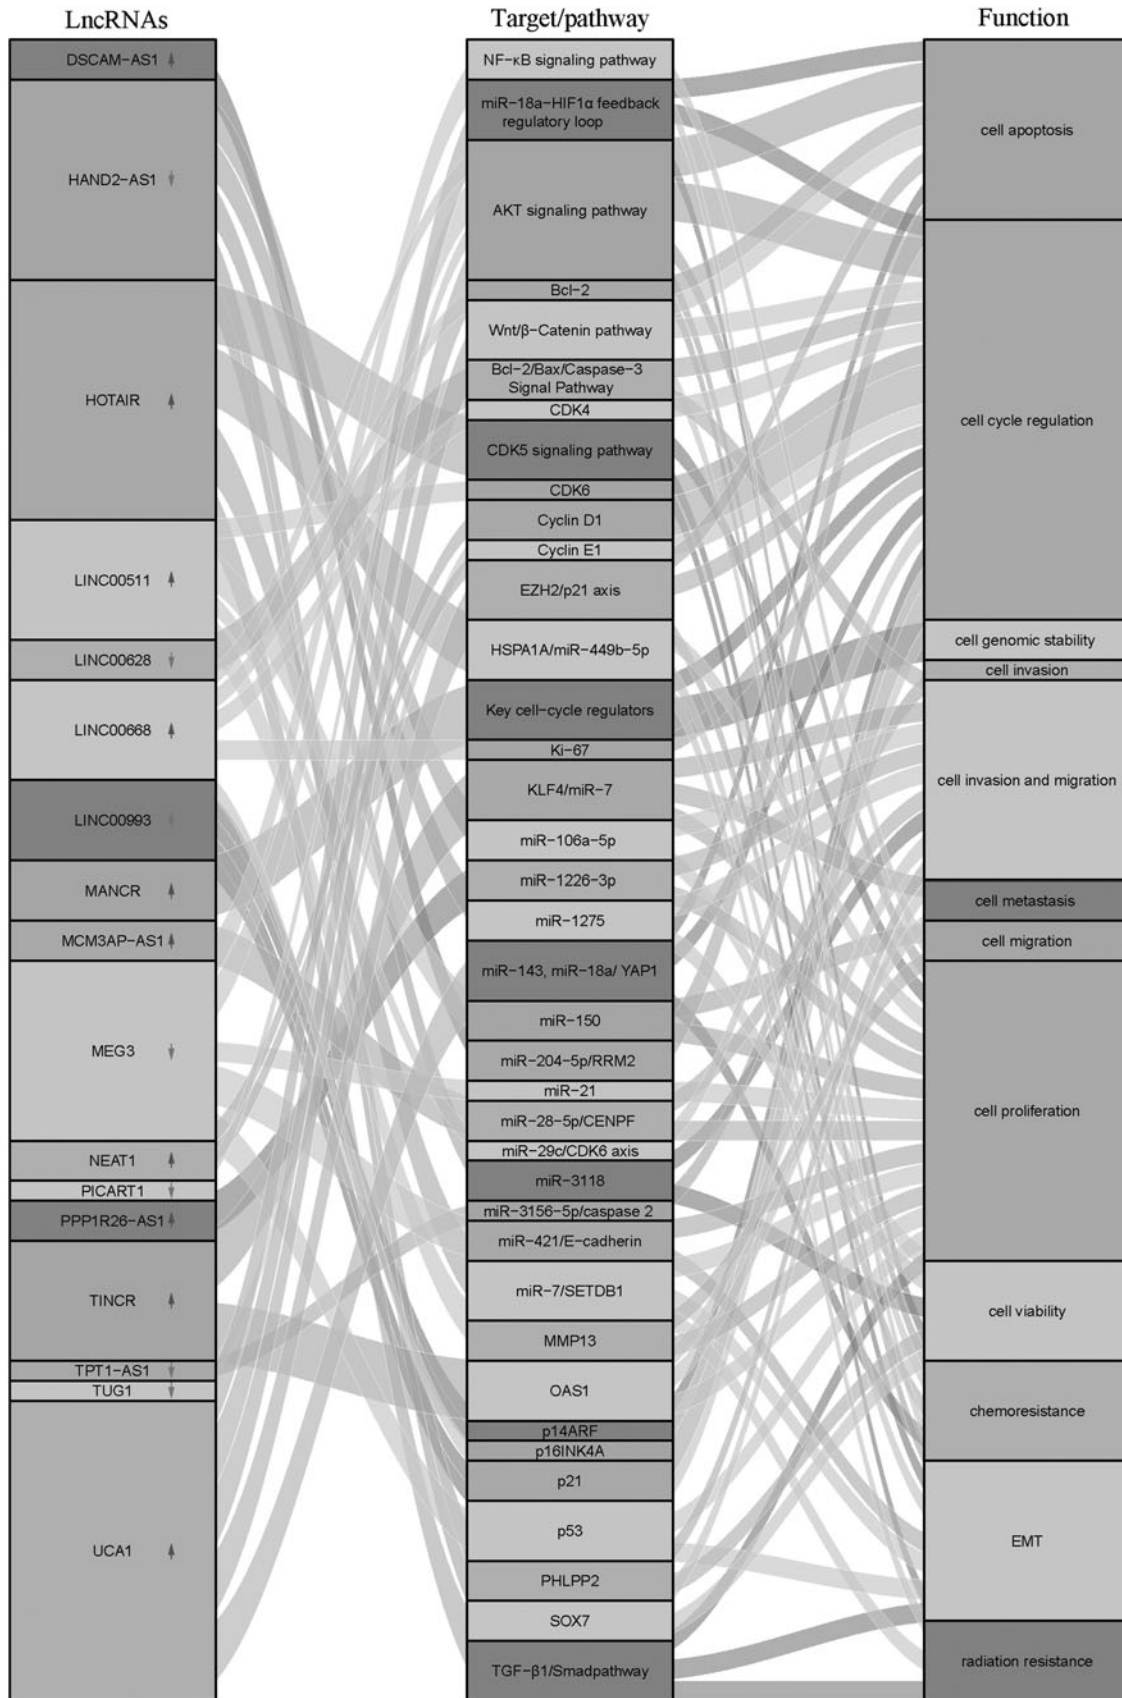 LncRNAs
DSCAM-AS1
HAND2-AS1
HOTAIR
LINC00511
LINC00628
LINC00668
LINC00993
MANCR
MCM3AP-AS1
MEG3
NEAT1
PICART1
PPP1R26-AS1
TINCR
TPT1-AS1
TUG1
UCA1
Target/pathway
NF-κB signaling pathway
miR-18a-HIF1α feedback
regulatory loop
AKT signaling pathway
Bcl-2
Wnt/β-Catenin pathway
Bcl-2/Bax/Caspase-3
Signal Pathway
CDK4
CDK5 signaling pathway
CDK6
Cyclin D1
Cyclin E1
EZH2/p21 axis
HSPA1A/miR-449b-5p
Key cell-cycle regulators
Ki-67
KLF4/miR-7
miR-106a-5p
miR-1226-3p
miR-1275
miR-143, miR-18a/ YAP1
miR-150
miR-204-5p/RRM2
miR-21
miR-28-5p/CENPF
miR-29c/CDK6 axis
miR-3118
miR-3156-5p/caspase 2
miR-421/E-cadherin
miR-7/SETDB1
MMP13
OAS1
p14ARF
p16INK4A
p21
p53
PHLPP2
SOX7
TGF-β1/Smadpathway
Function
cell apoptosis
cell cycle regulation
cell genomic stability
cell invasion
cell invasion and migration
cell metastasis
cell migration
cell proliferation
cell viability
chemoresistance
EMT
radiation resistance